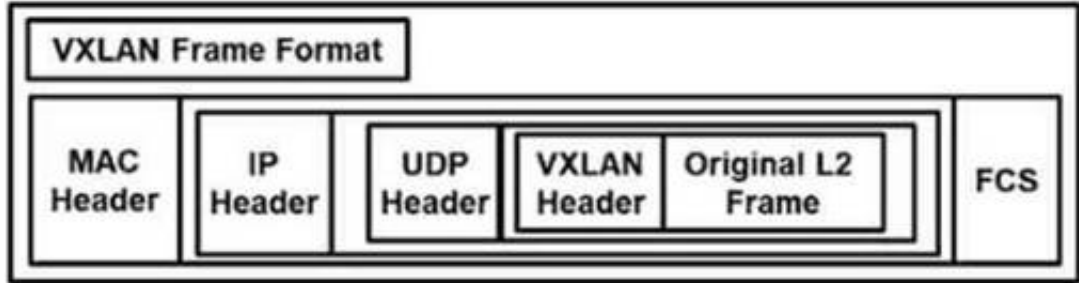 VXLAN Frame Format
MAC
Header
IP
Header
UDP
Header
VXLAN
Header
Original L2
Frame
FCS